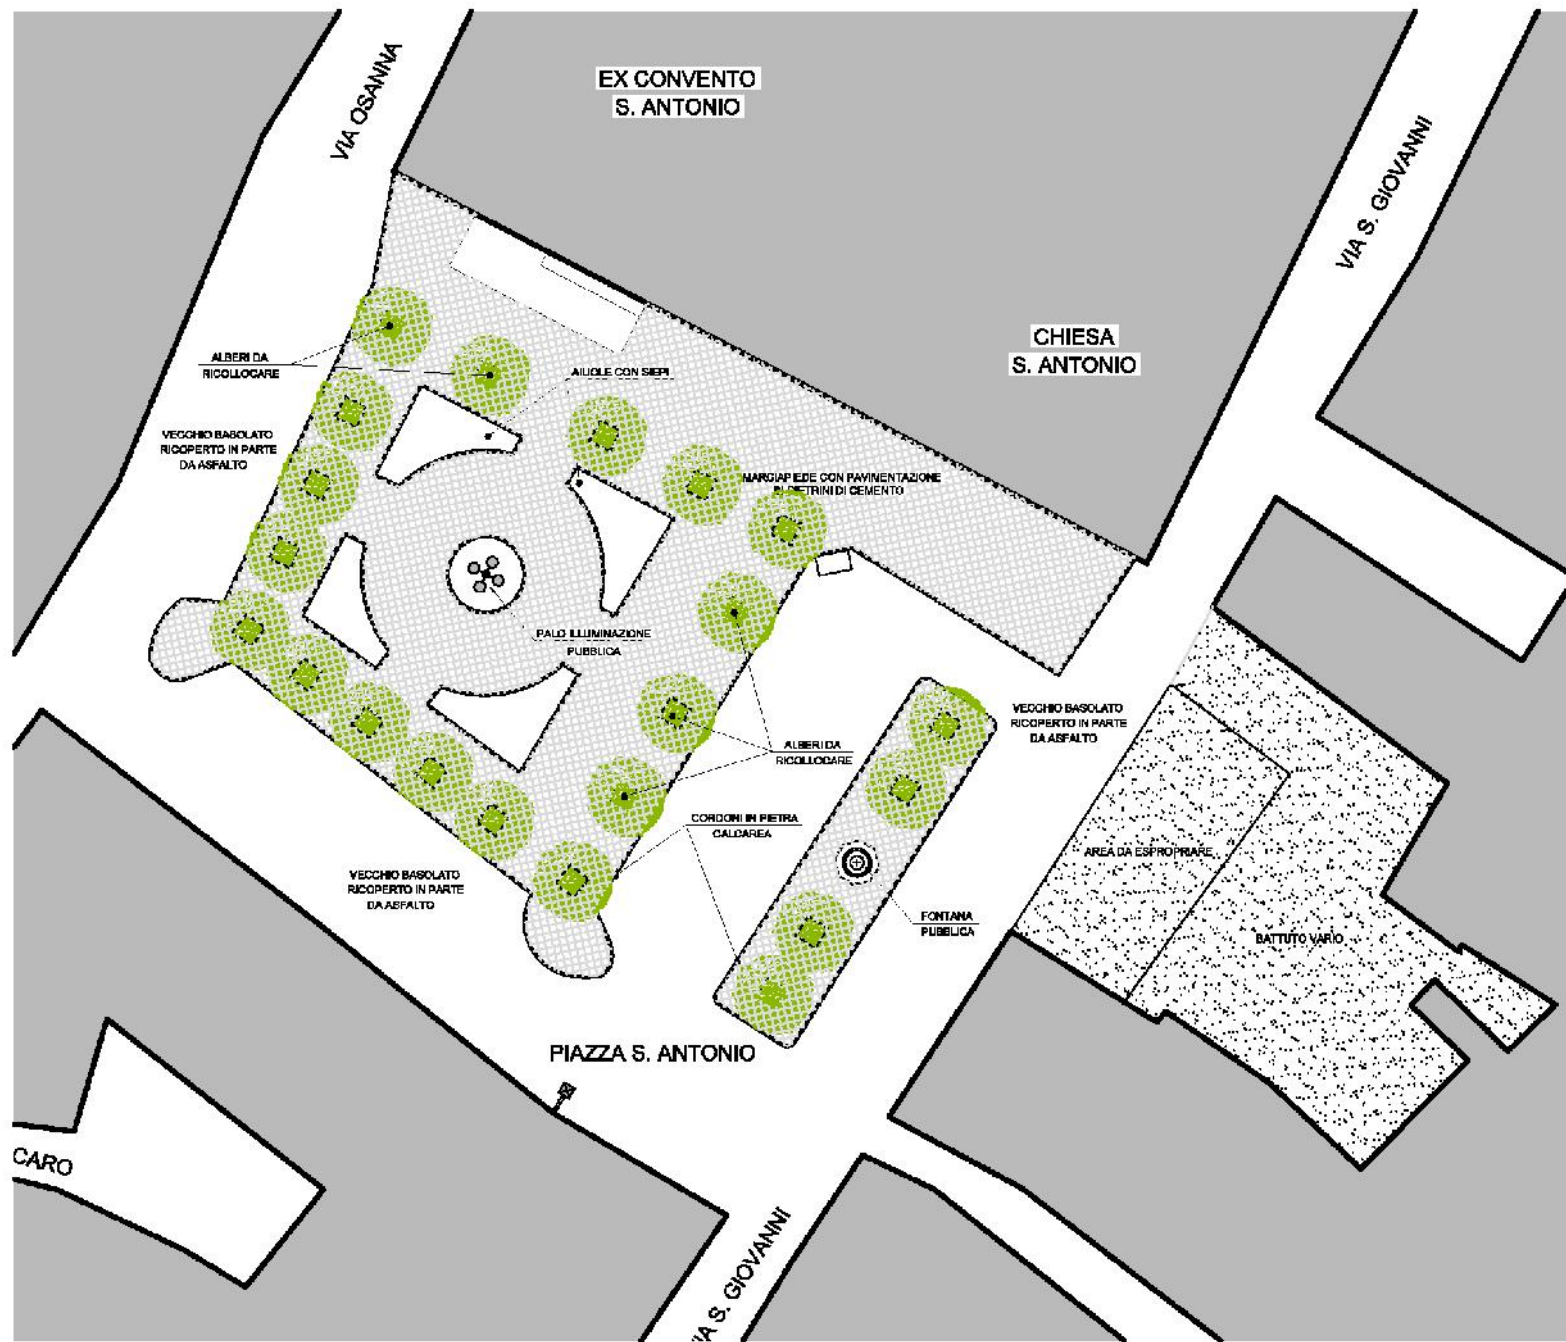 VIA OSANNA
EX CONVENTO
S. ANTONIO
VIA S. GIOVANNI
CHIESA
S. ANTONIO
ALBERI DA
RICOLLOCARE
AIUOLE CON SIEPI
VECCHIO BASOLATO
RICOPERTO IN PARTE
DA ASFALTO
MARCIAPIEDE CON PAVIMENTAZIONE
IN PIETRINI DI CEMENTO
PALO ILLUMINAZIONE
PUBBLICA
VECCHIO BASOLATO
RICOPERTO IN PARTE
DA ASFALTO
ALBERI DA
RICOLLOCARE
CORDONI IN PIETRA
CALCAREA
AREA DA ESPROPRIARE
VECCHIO BASOLATO
RICOPERTO IN PARTE
DA ASFALTO
FONTANA
PUBBLICA
BATTUTO VARIO
PIAZZA S. ANTONIO
CARO
VIA S. GIOVANNI